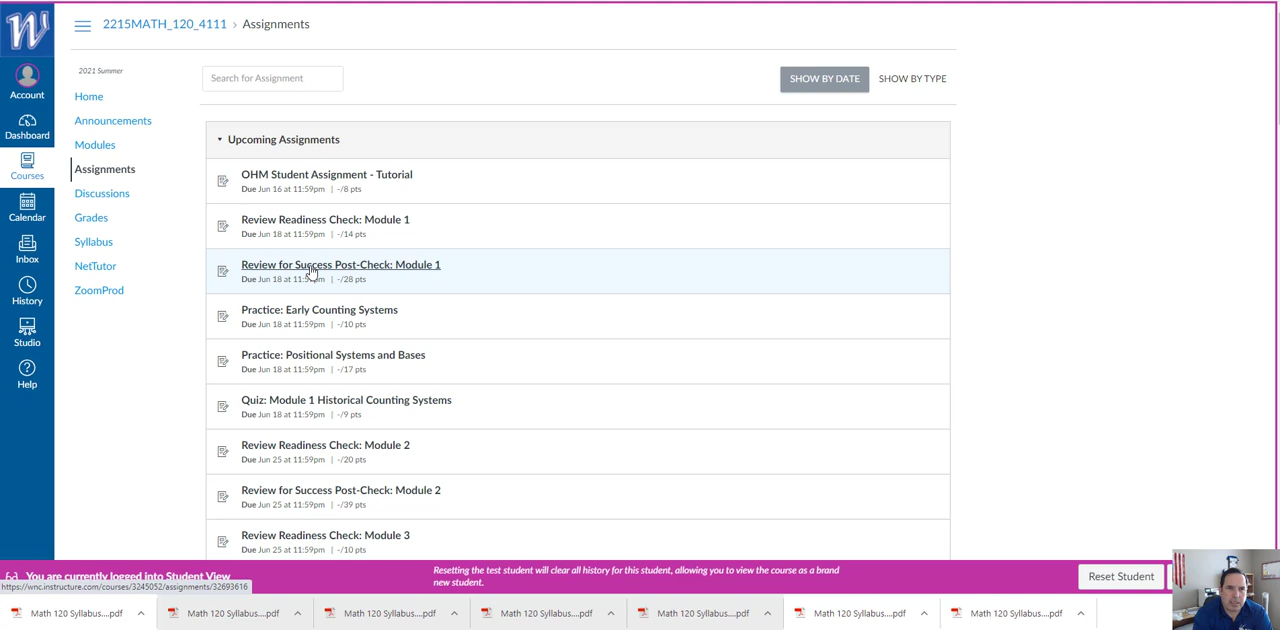 W
2215MATH_120_4111 › Assignments
2021 Summer
Account
Dashboard
Courses
Calendar
Inbox
History
Studio
Help
Home
Announcements
Modules
Assignments
Discussions
Grades
Syllabus
NetTutor
ZoomProd
Search for Assignment
SHOW BY DATE SHOW BY TYPE
Upcoming Assignments
OHM Student Assignment - Tutorial
Due Jun 16 at 11:59pm | -/8 pts
Review Readiness Check: Module 1
Due Jun 18 at 11:59pm | -/14 pts
Review for Success Post-Check: Module 1
Due Jun 18 at 11:59pm | -/28 pts
Practice: Early Counting Systems
Due Jun 18 at 11:59pm | -/10 pts
Practice: Positional Systems and Bases
Due Jun 18 at 11:59pm | -/17 pts
Quiz: Module 1 Historical Counting Systems
Due Jun 18 at 11:59pm | -/9 pts
Review Readiness Check: Module 2
Due Jun 25 at 11:59pm | -/20 pts
Review for Success Post-Check: Module 2
Due Jun 25 at 11:59pm | -/39 pts
Review Readiness Check: Module 3
Due Jun 25 at 11:59pm | -/10 pts
You are currently logged into Student View
Resetting the test student will clear all history for this student, allowing you to view the course as a brand
new student.
Reset Student
https://wnc.instructure.com/courses/3245052/assignments/32693616
Math 120 Syllabus....pdf Math 120 Syllabus....pdf Math 120 Syllabus....pdf Math 120 Syllabus....pdf Math 120 Syllabus....pdf Math 120 Syllabus....pdf Math 120 Syllabus....pdf